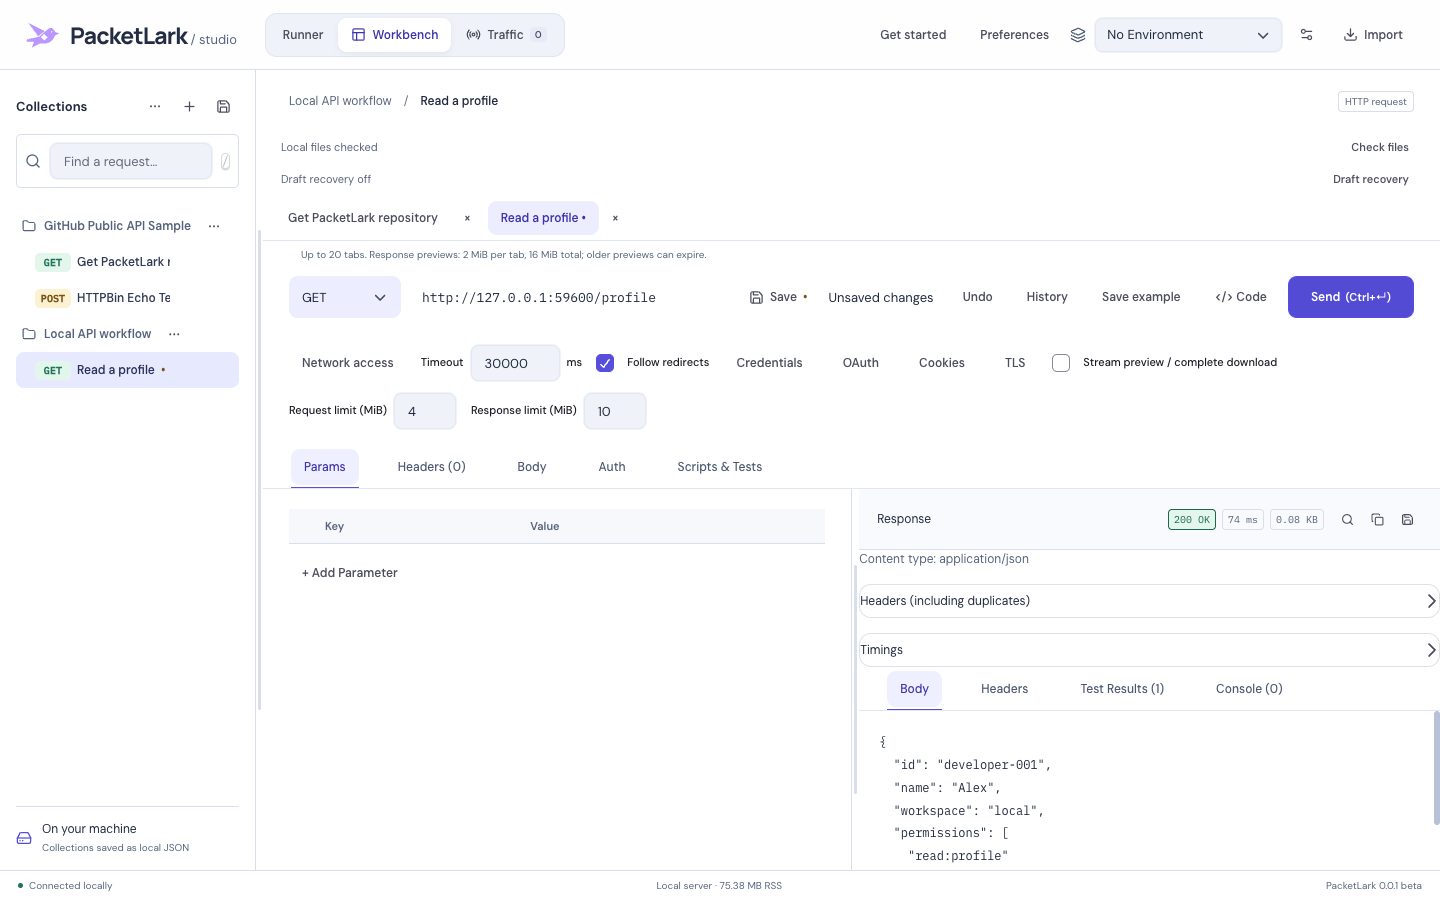 PacketLark / studio
Runner
Workbench
Traffic 0
Get started
Preferences
No Environment
Import
Collections
Find a request...
/
GitHub Public API Sample
GET Get PacketLark r
POST HTTPBin Echo Te
Local API workflow
GET Read a profile •
On your machine
Collections saved as local JSON
Local API workflow / Read a profile
HTTP request
Local files checked
Check files
Draft recovery off
Draft recovery
Get PacketLark repository ×
Read a profile • ×
Up to 20 tabs. Response previews: 2 MiB per tab, 16 MiB total; older previews can expire.
GET
http://127.0.0.1:59600/profile
Save •
Unsaved changes
Undo
History
Save example
</> Code
Send (Ctrl+↵)
Network access
Timeout 30000 ms
Follow redirects
Credentials
OAuth
Cookies
TLS
Stream preview / complete download
Request limit (MiB) 4
Response limit (MiB) 10
Params
Headers (0)
Body
Auth
Scripts & Tests
Key
Value
+ Add Parameter
Response
200 OK
74 ms
0.08 KB
Content type: application/json
Headers (including duplicates)
Timings
Body
Headers
Test Results (1)
Console (0)
{
"id": "developer-001",
"name": "Alex",
"workspace": "local",
"permissions": [
"read:profile"
Connected locally
Local server · 75.38 MB RSS
PacketLark 0.0.1 beta